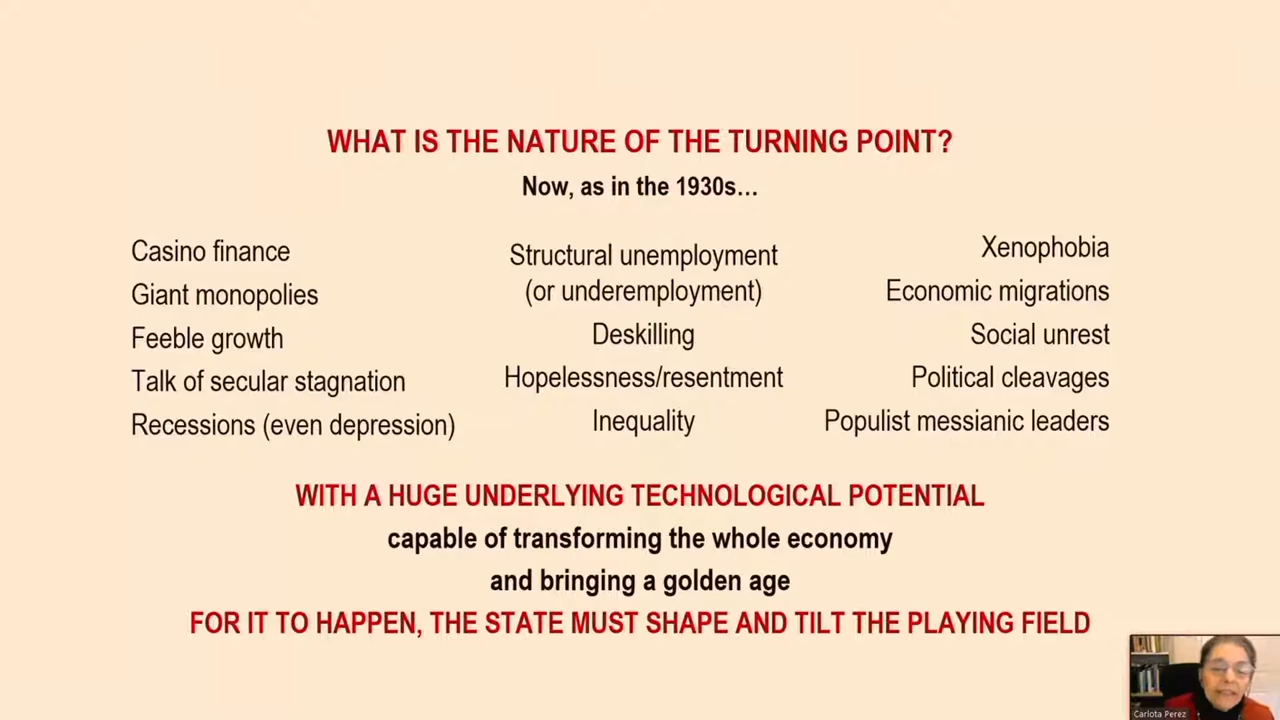 WHAT IS THE NATURE OF THE TURNING POINT?
Now, as in the 1930s...
Casino finance
Giant monopolies
Feeble growth
Talk of secular stagnation
Recessions (even depression)
Structural unemployment
(or underemployment)
Deskilling
Hopelessness/resentment
Inequality
Xenophobia
Economic migrations
Social unrest
Political cleavages
Populist messianic leaders
WITH A HUGE UNDERLYING TECHNOLOGICAL POTENTIAL
capable of transforming the whole economy
and bringing a golden age
FOR IT TO HAPPEN, THE STATE MUST SHAPE AND TILT THE PLAYING FIELD
Carlota Perez